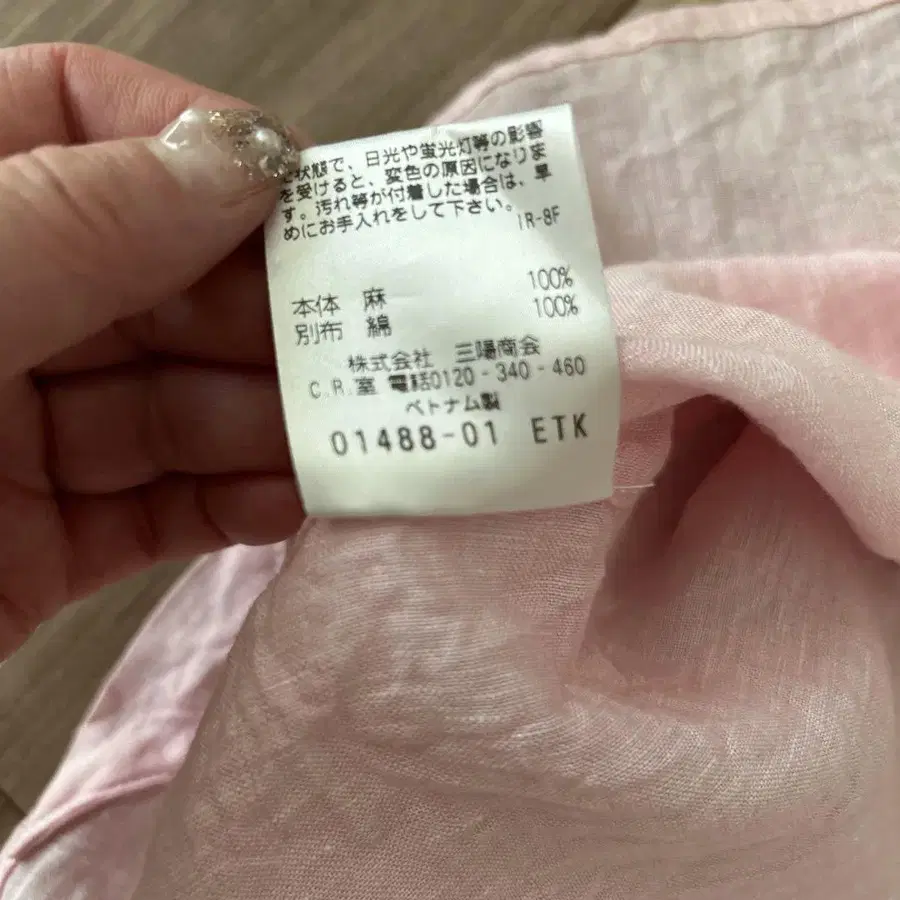 状態で、日光や蛍光灯等の影響
を受けると、変色の原因になりま
す。汚れ等が付着した場合は、早
めにお手入れをして下さい。
IR-8F
本体 麻 100%
別布 綿 100%
株式会社 三陽商会
C.R.室 電話0120-340-460
ベトナム製
01488-01 ETK